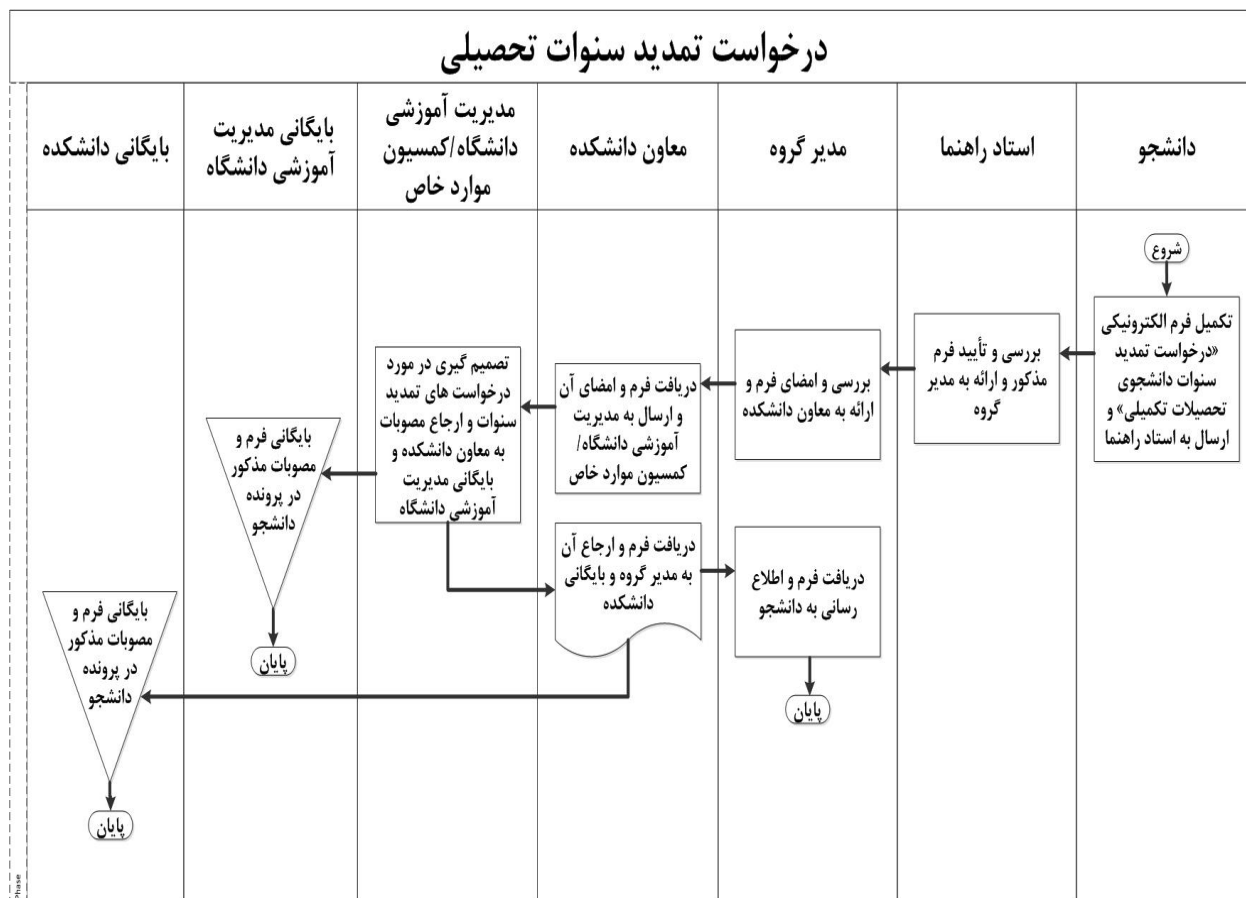 درخواست تمدید سنوات تحصیلی
دانشجو
استاد راهنما
مدیر گروه
معاون دانشکده
مدیریت آموزشی
دانشگاه/کمسیون
موارد خاص
بایگانی مدیریت
آموزشی دانشگاه
بایگانی دانشکده
شروع
تکمیل فرم الکترونیکی
«درخواست تمدید
سنوات دانشجوی
تحصیلات تکمیلی» و
ارسال به استاد راهنما
بررسی و تأیید فرم
مذکور و ارائه به مدیر
گروه
بررسی و امضای فرم و
ارائه به معاون دانشکده
دریافت فرم و امضای آن
و ارسال به مدیریت
آموزشی دانشگاه/
کمسیون موارد خاص
تصمیم گیری در مورد
درخواست های تمدید
سنوات و ارجاع مصوبات
به معاون دانشکده و
بایگانی مدیریت
آموزشی دانشگاه
بایگانی فرم و
مصوبات مذکور
در پرونده
دانشجو
پایان
دریافت فرم و ارجاع آن
به مدیر گروه و بایگانی
دانشکده
دریافت فرم و اطلاع
رسانی به دانشجو
پایان
بایگانی فرم و
مصوبات مذکور
در پرونده
دانشجو
پایان
Phase